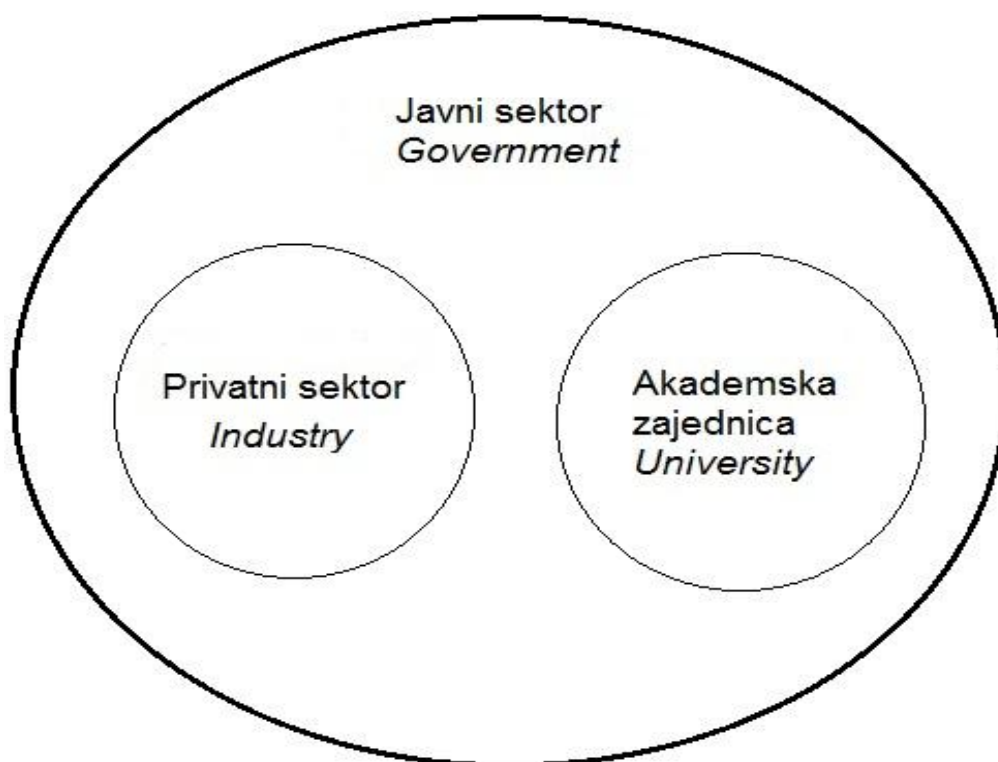 Javni sektor
Government
Privatni sektor
Industry
Akademska
zajednica
University